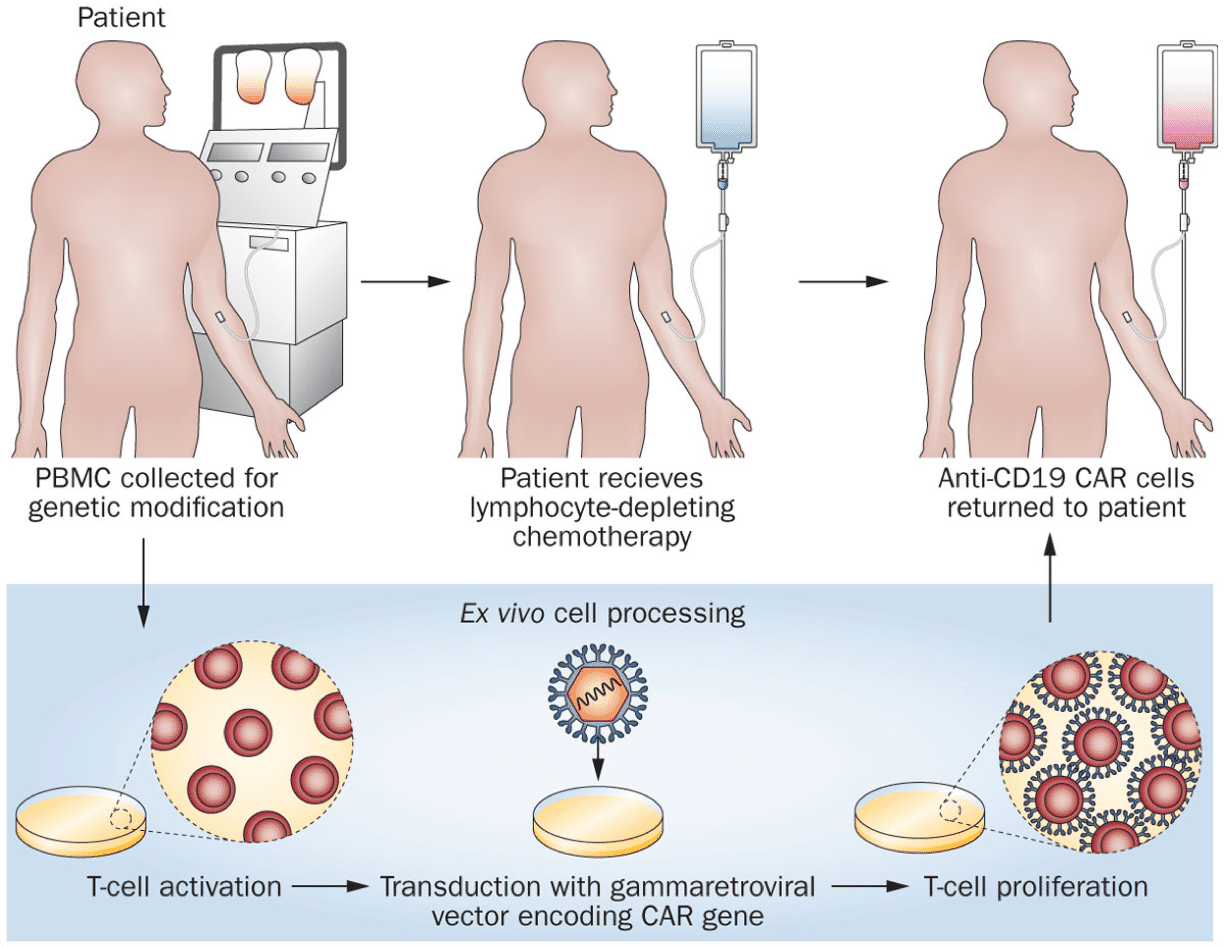 Patient
PBMC collected for
genetic modification
Patient recieves
lymphocyte-depleting
chemotherapy
Anti-CD19 CAR cells
returned to patient
Ex vivo cell processing
T-cell activation
Transduction with gammaretroviral
vector encoding CAR gene
T-cell proliferation